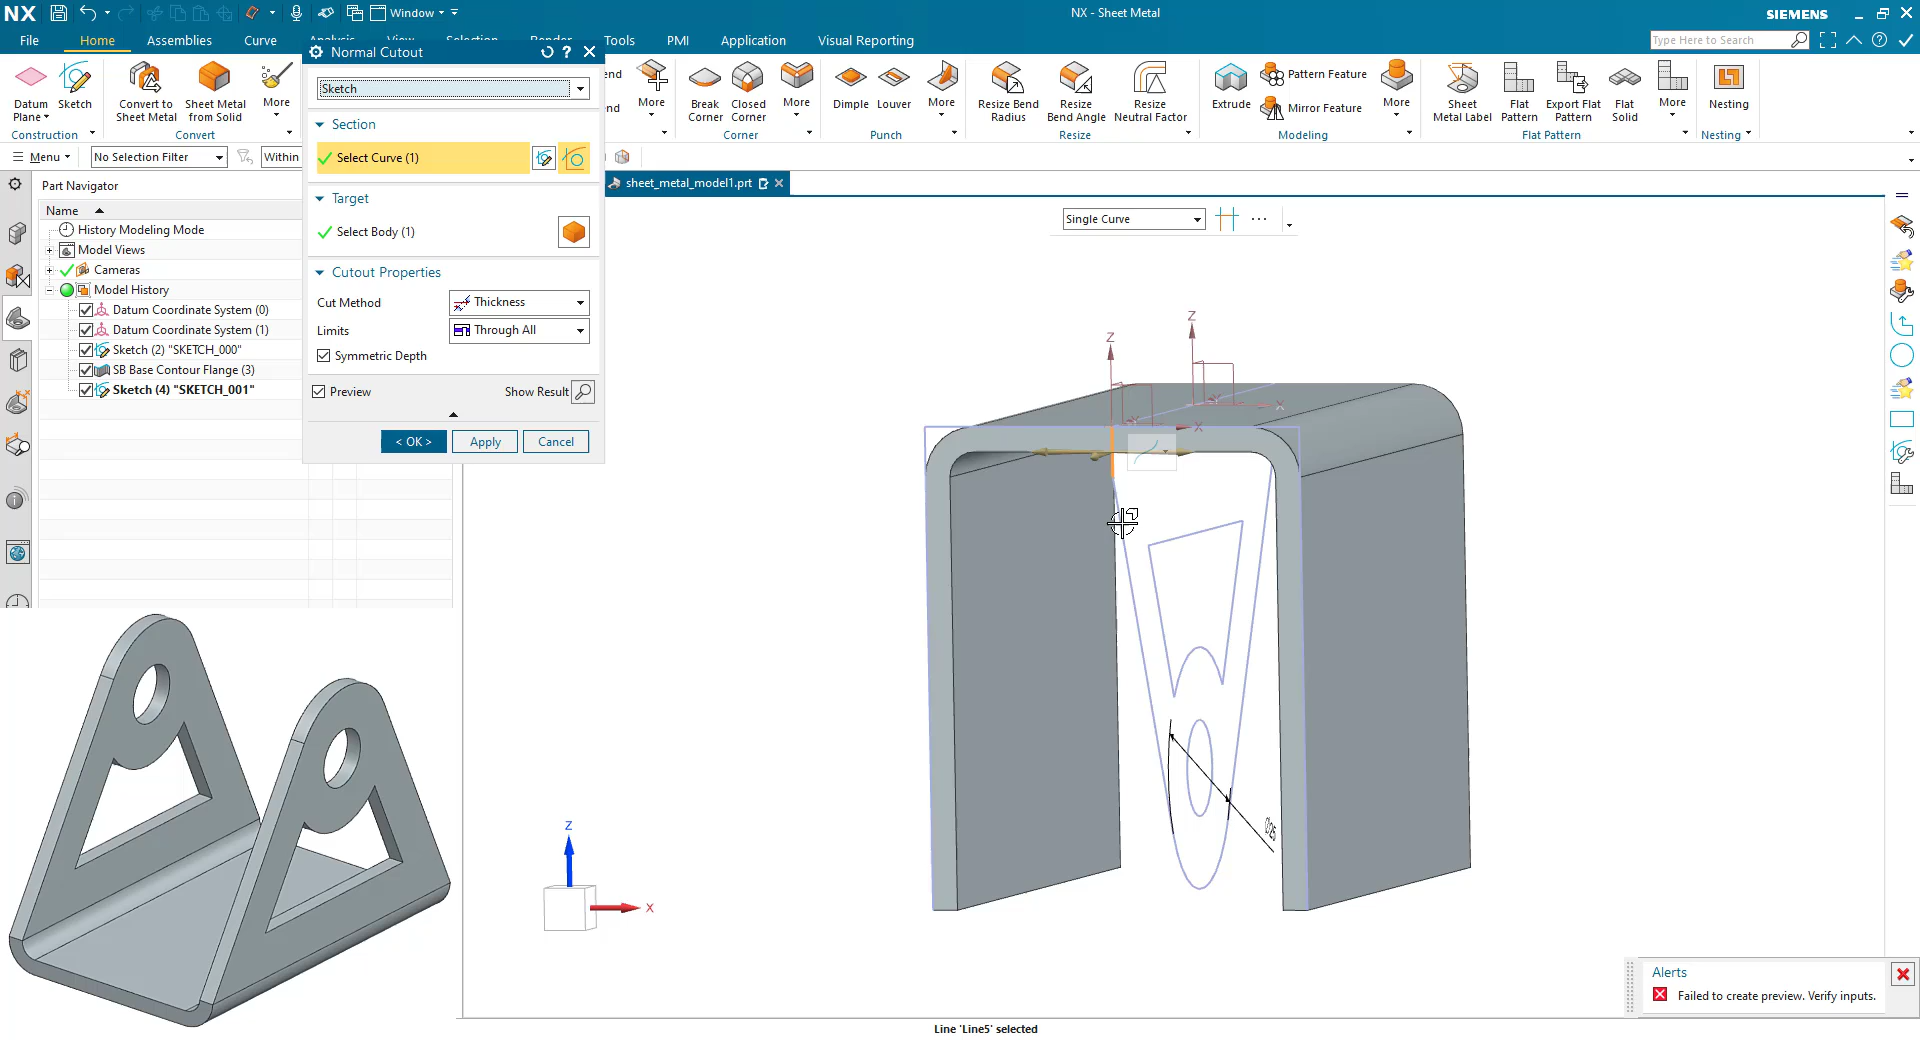 NX
Window
NX - Sheet Metal
SIEMENS
File
Home
Assemblies
Curve
Analysis
View
Selection
Render
Tools
PMI
Application
Visual Reporting
Type Here to Search
Normal Cutout
Sketch
Section
Select Curve (1)
Target
Select Body (1)
Cutout Properties
Cut Method
Thickness
Limits
Through All
Symmetric Depth
Preview
Show Result
< OK >
Apply
Cancel
Datum
Plane
Sketch
Convert to
Sheet Metal
Sheet Metal
from Solid
More
Construction
Convert
end
end
More
Break
Corner
Closed
Corner
More
Corner
Dimple
Louver
More
Punch
Resize Bend
Radius
Resize
Bend Angle
Resize
Neutral Factor
Resize
Extrude
Pattern Feature
Mirror Feature
More
Modeling
Sheet
Metal Label
Flat
Pattern
Export Flat
Pattern
Flat
Solid
More
Flat Pattern
Nesting
Nesting
Menu
No Selection Filter
Within
Part Navigator
Name
History Modeling Mode
Model Views
Cameras
Model History
Datum Coordinate System (0)
Datum Coordinate System (1)
Sketch (2) "SKETCH_000"
SB Base Contour Flange (3)
Sketch (4) "SKETCH_001"
sheet_metal_model1.prt
Single Curve
Z
Z
X
X
Ø25
Z
X
Alerts
Failed to create preview. Verify inputs.
Line 'Line5' selected